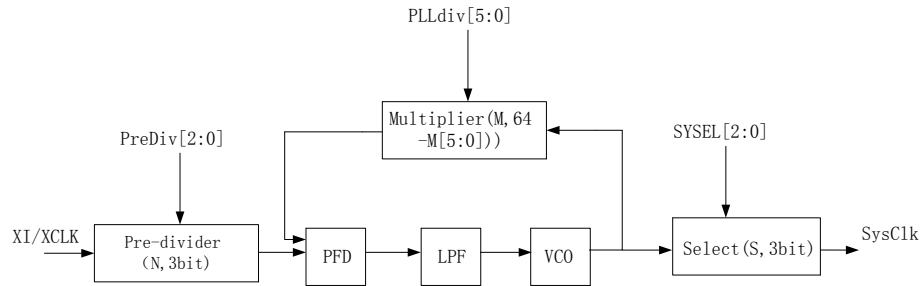 PLLdiv[5:0]
Multiplier(M,64
-M[5:0]))
PreDiv[2:0]
SYSEL[2:0]
XI/XCLK
Pre-divider
(N,3bit)
PFD
LPF
VCO
Select(S,3bit)
SysClk